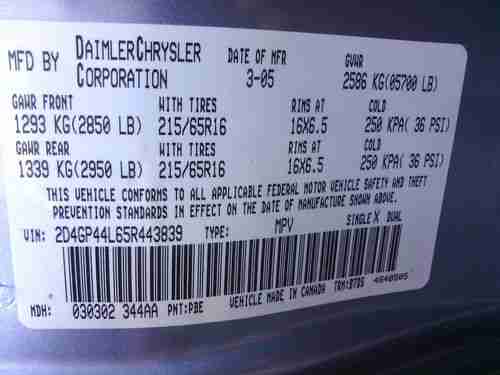 MFD BY DAIMLERCHRYSLER CORPORATION DATE OF MFR 3-05 GVWR 2586 KG(05700 LB)
GAWR FRONT WITH TIRES RIMS AT COLD
1293 KG(2850 LB) 215/65R16 16X6.5 250 KPA( 36 PSI)
GAWR REAR WITH TIRES RIMS AT COLD
1339 KG(2950 LB) 215/65R16 16X6.5 250 KPA( 36 PSI)
THIS VEHICLE CONFORMS TO ALL APPLICABLE FEDERAL MOTOR VEHICLE SAFETY AND THEFT
PREVENTION STANDARDS IN EFFECT ON THE DATE OF MANUFACTURE SHOWN ABOVE.
VIN: 2D4GP44L65R443839 TYPE: MPV SINGLE X DUAL
MDH: 030302 344AA PNT:PBE VEHICLE MADE IN CANADA TRM:B7DS 4640505